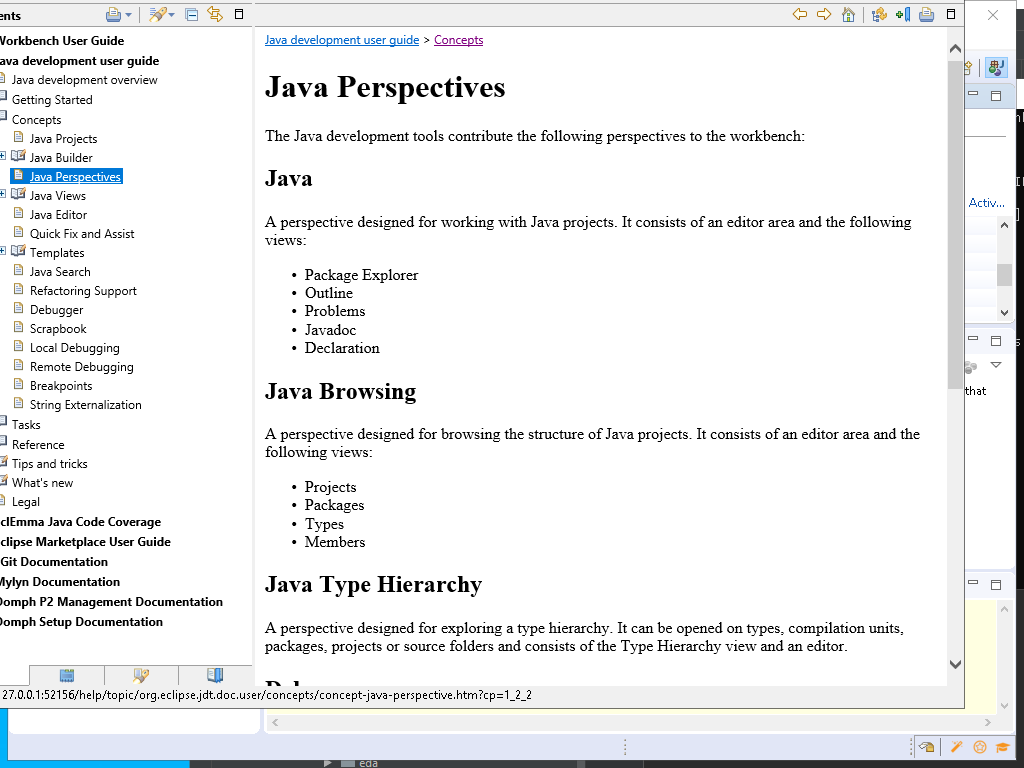 ents
Workbench User Guide
ava development user guide
Java development overview
Getting Started
Concepts
Java Projects
Java Builder
Java Perspectives
Java Views
Java Editor
Quick Fix and Assist
Templates
Java Search
Refactoring Support
Debugger
Scrapbook
Local Debugging
Remote Debugging
Breakpoints
String Externalization
Tasks
Reference
Tips and tricks
What's new
Legal
clEmma Java Code Coverage
clipse Marketplace User Guide
Git Documentation
Mylyn Documentation
Oomph P2 Management Documentation
Oomph Setup Documentation
Java development user guide > Concepts
Java Perspectives
The Java development tools contribute the following perspectives to the workbench:
Java
A perspective designed for working with Java projects. It consists of an editor area and the following
views:
• Package Explorer
• Outline
• Problems
• Javadoc
• Declaration
Java Browsing
A perspective designed for browsing the structure of Java projects. It consists of an editor area and the
following views:
• Projects
• Packages
• Types
• Members
Java Type Hierarchy
A perspective designed for exploring a type hierarchy. It can be opened on types, compilation units,
packages, projects or source folders and consists of the Type Hierarchy view and an editor.
27.0.0.1:52156/help/topic/org.eclipse.jdt.doc.user/concepts/concept-java-perspective.htm?cp=1_2_2
Activ...
that
eda